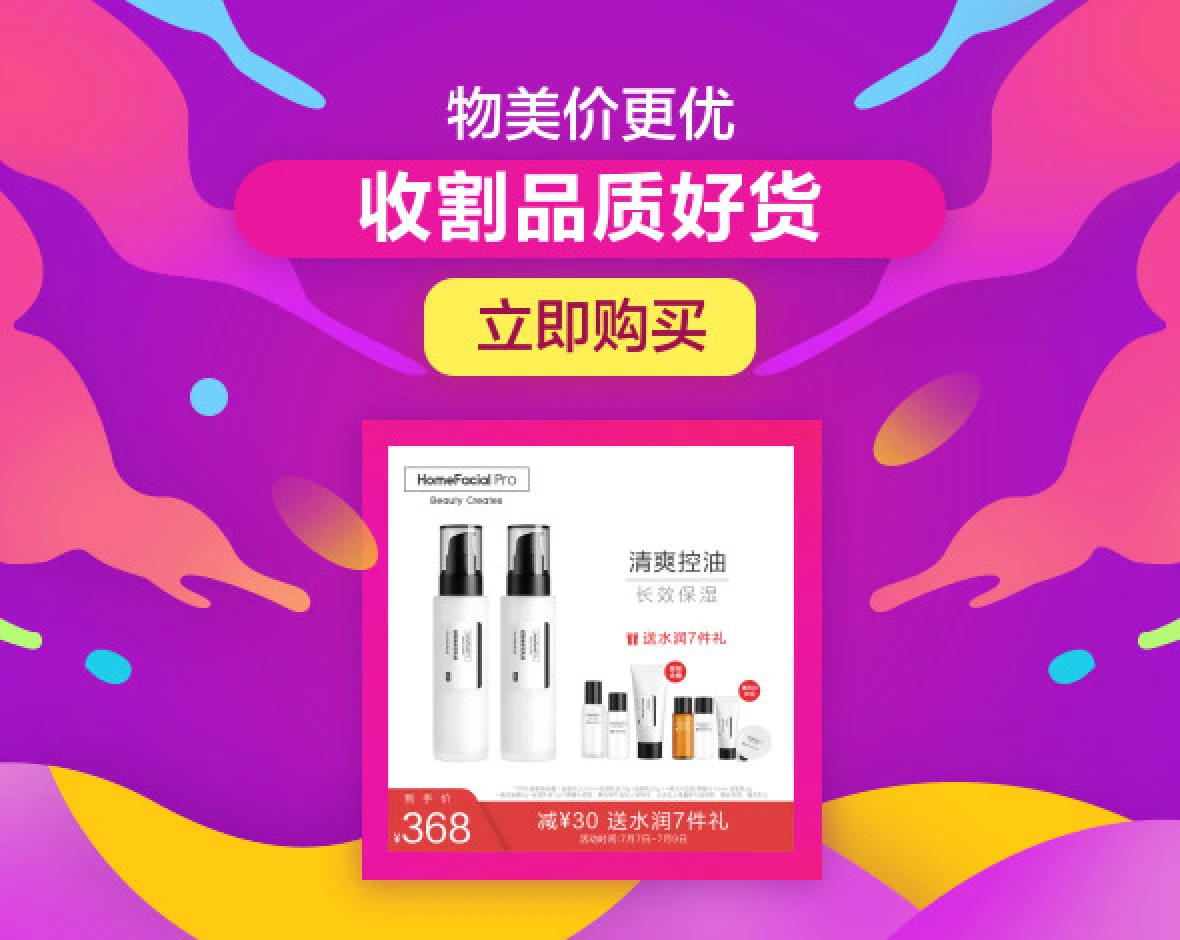 物美价更优
收割品质好货
立即购买
HomeFacial Pro
Beauty Creates
清爽控油
长效保湿
送水润7件礼
到手价
¥368
减¥30 送水润7件礼
活动时间:7月7日-7月9日